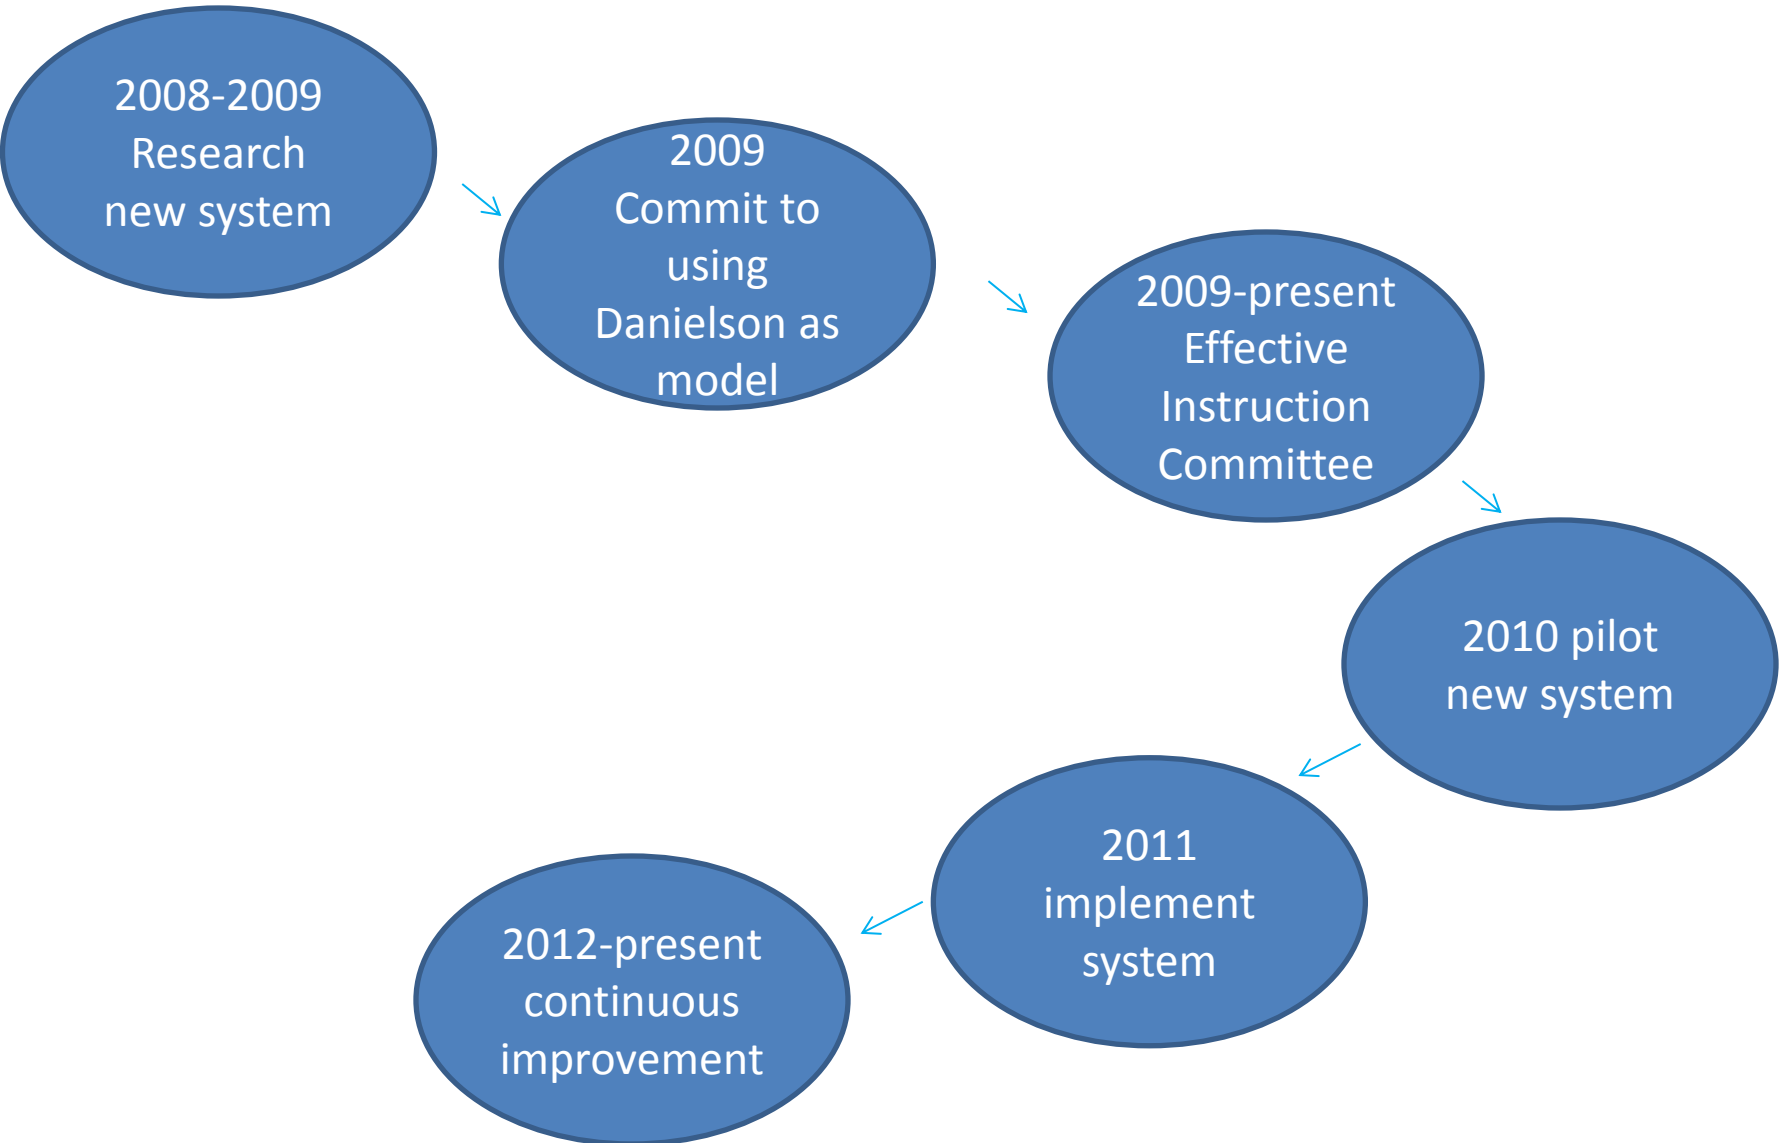 2008-2009
Research
new system
2009
Commit to
using
Danielson as
model
2009-present
Effective
Instruction
Committee
2010 pilot
new system
2011
implement
system
2012-present
continuous
improvement